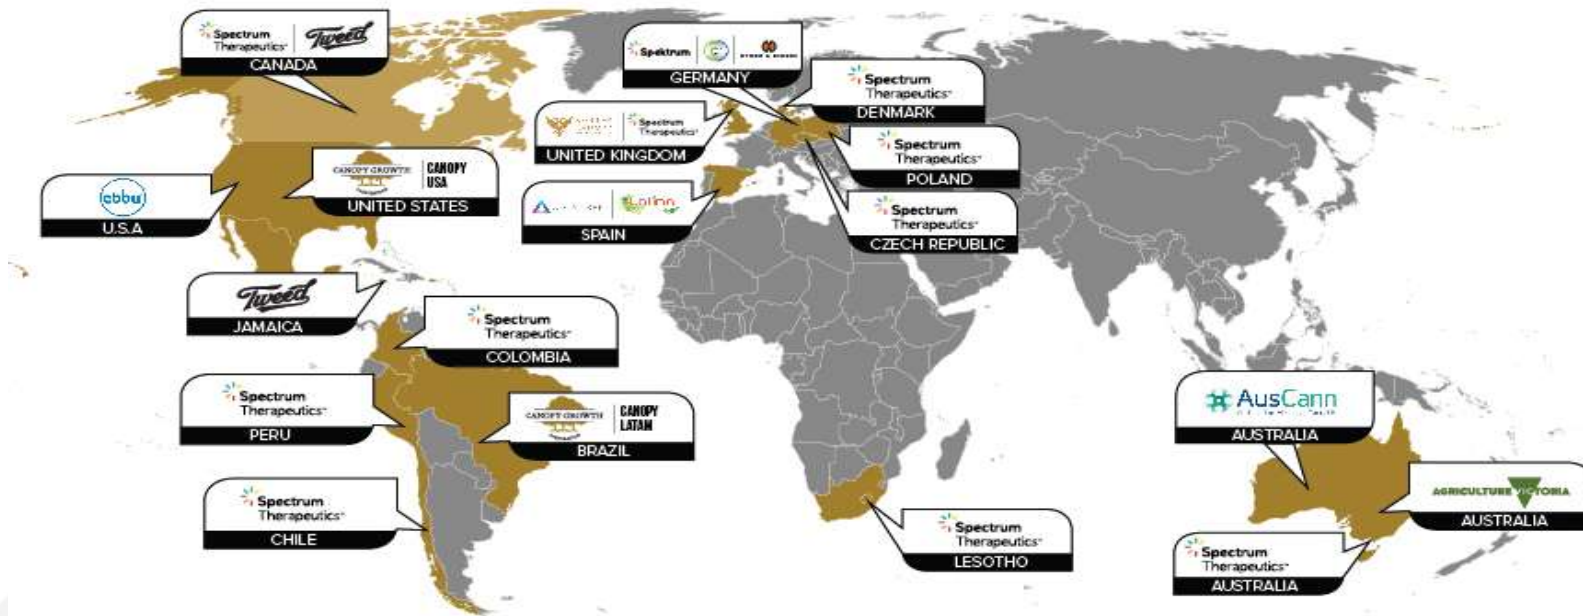 Spectrum
Therapeutics
Tweed
CANADA
Spektrum
GERMANY
Spectrum
Therapeutics
DENMARK
Spectrum
Therapeutics
UNITED KINGDOM
Spectrum
Therapeutics
POLAND
ebbu
U.S.A
CANOPY GROWTH
CANOPY
USA
UNITED STATES
SPAIN
Spectrum
Therapeutics
CZECH REPUBLIC
Tweed
JAMAICA
Spectrum
Therapeutics
COLOMBIA
Spectrum
Therapeutics
PERU
CANOPY GROWTH
CANOPY
LATAM
BRAZIL
AusCann
AUSTRALIA
Spectrum
Therapeutics
CHILE
Spectrum
Therapeutics
LESOTHO
AGRICULTURE VICTORIA
AUSTRALIA
Spectrum
Therapeutics
AUSTRALIA